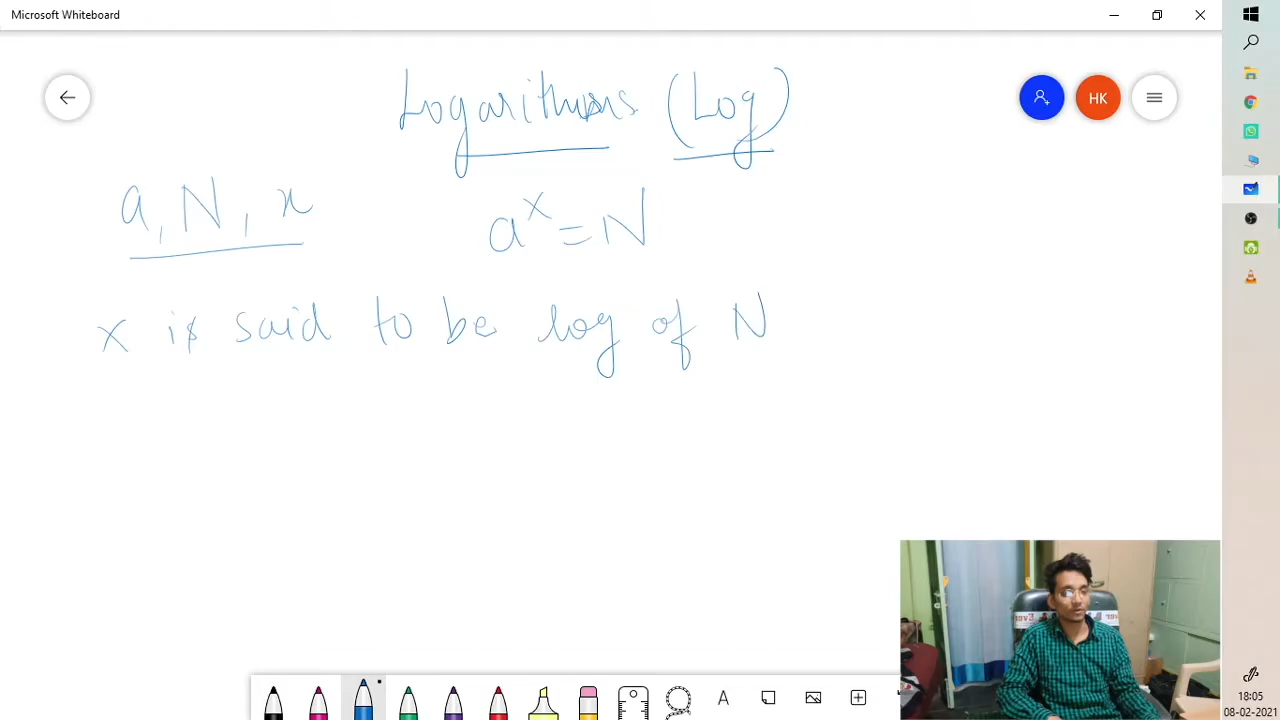 Microsoft Whiteboard
Logarithms (Log)
HK
a, N, x
a^x = N
x is said to be log of N
A
18:05
08-02-2021